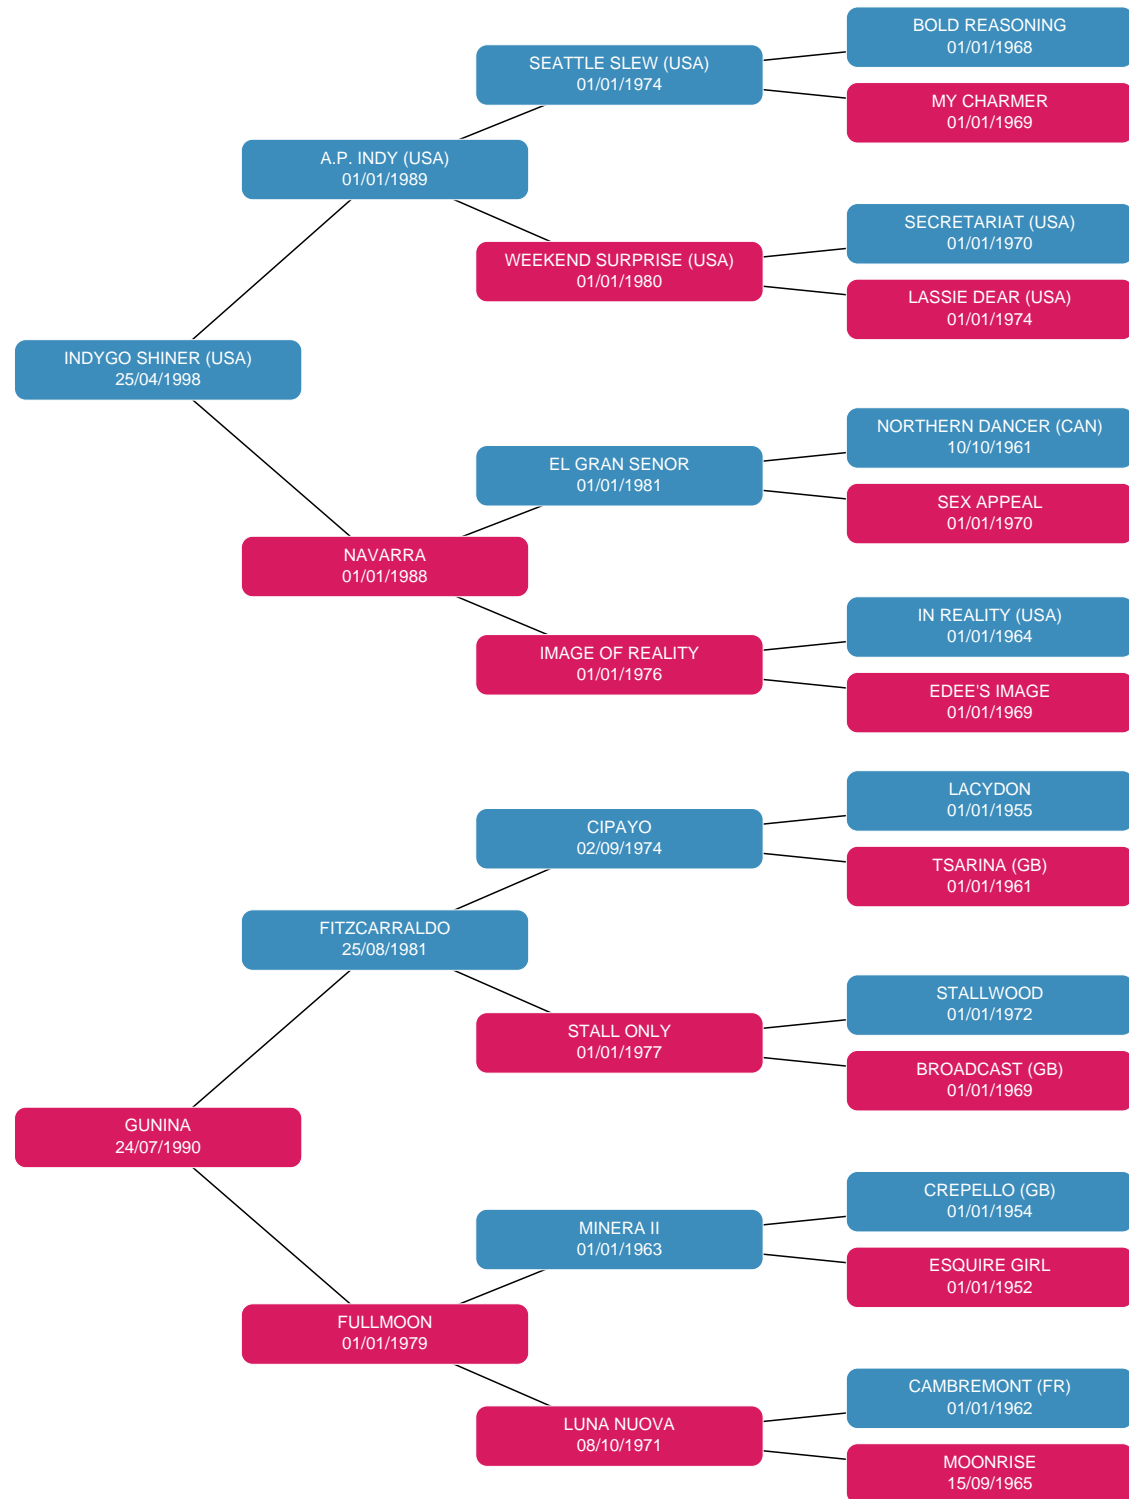 BOLD REASONING
01/01/1968
SEATTLE SLEW (USA)
01/01/1974
MY CHARMER
01/01/1969
A.P. INDY (USA)
01/01/1989
SECRETARIAT (USA)
01/01/1970
WEEKEND SURPRISE (USA)
01/01/1980
LASSIE DEAR (USA)
01/01/1974
INDYGO SHINER (USA)
25/04/1998
NORTHERN DANCER (CAN)
10/10/1961
EL GRAN SENOR
01/01/1981
SEX APPEAL
01/01/1970
NAVARRA
01/01/1988
IN REALITY (USA)
01/01/1964
IMAGE OF REALITY
01/01/1976
EDEE'S IMAGE
01/01/1969
LACYDON
01/01/1955
CIPAYO
02/09/1974
TSARINA (GB)
01/01/1961
FITZCARRALDO
25/08/1981
STALLWOOD
01/01/1972
STALL ONLY
01/01/1977
BROADCAST (GB)
01/01/1969
GUNINA
24/07/1990
CREPELLO (GB)
01/01/1954
MINERA II
01/01/1963
ESQUIRE GIRL
01/01/1952
FULLMOON
01/01/1979
CAMBREMONT (FR)
01/01/1962
LUNA NUOVA
08/10/1971
MOONRISE
15/09/1965